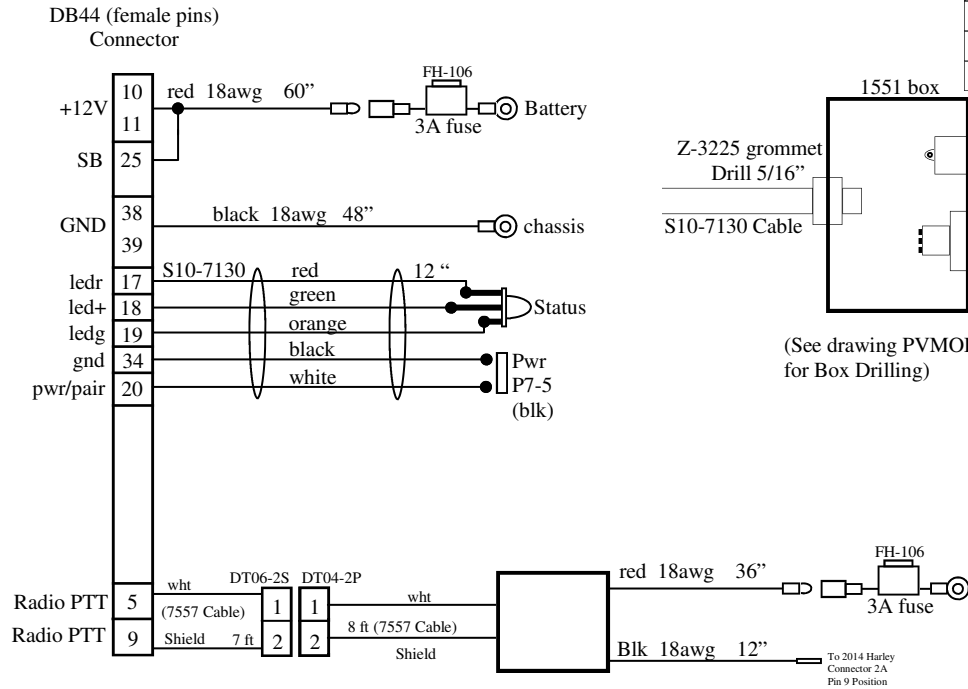 DB44 (female pins)
Connector
10
11
+12V
red 18awg 60”
FH-106
3A fuse
Battery
SB
25
38
39
GND
black 18awg 48”
chassis
ledr
17
S10-7130
red
12 “
led+
18
green
Status
ledg
19
orange
gnd
34
black
Pwr
P7-5
(blk)
pwr/pair
20
white
1551 box
Z-3225 grommet
Drill 5/16”
S10-7130 Cable
(See drawing PVMO
for Box Drilling)
Radio PTT
5
wht
(7557 Cable)
DT06-2S
DT04-2P
1
1
wht
Radio PTT
9
Shield
7 ft
2
2
8 ft (7557 Cable)
Shield
red 18awg 36”
FH-106
3A fuse
Blk 18awg 12”
To 2014 Harley
Connector 2A
Pin 9 Position